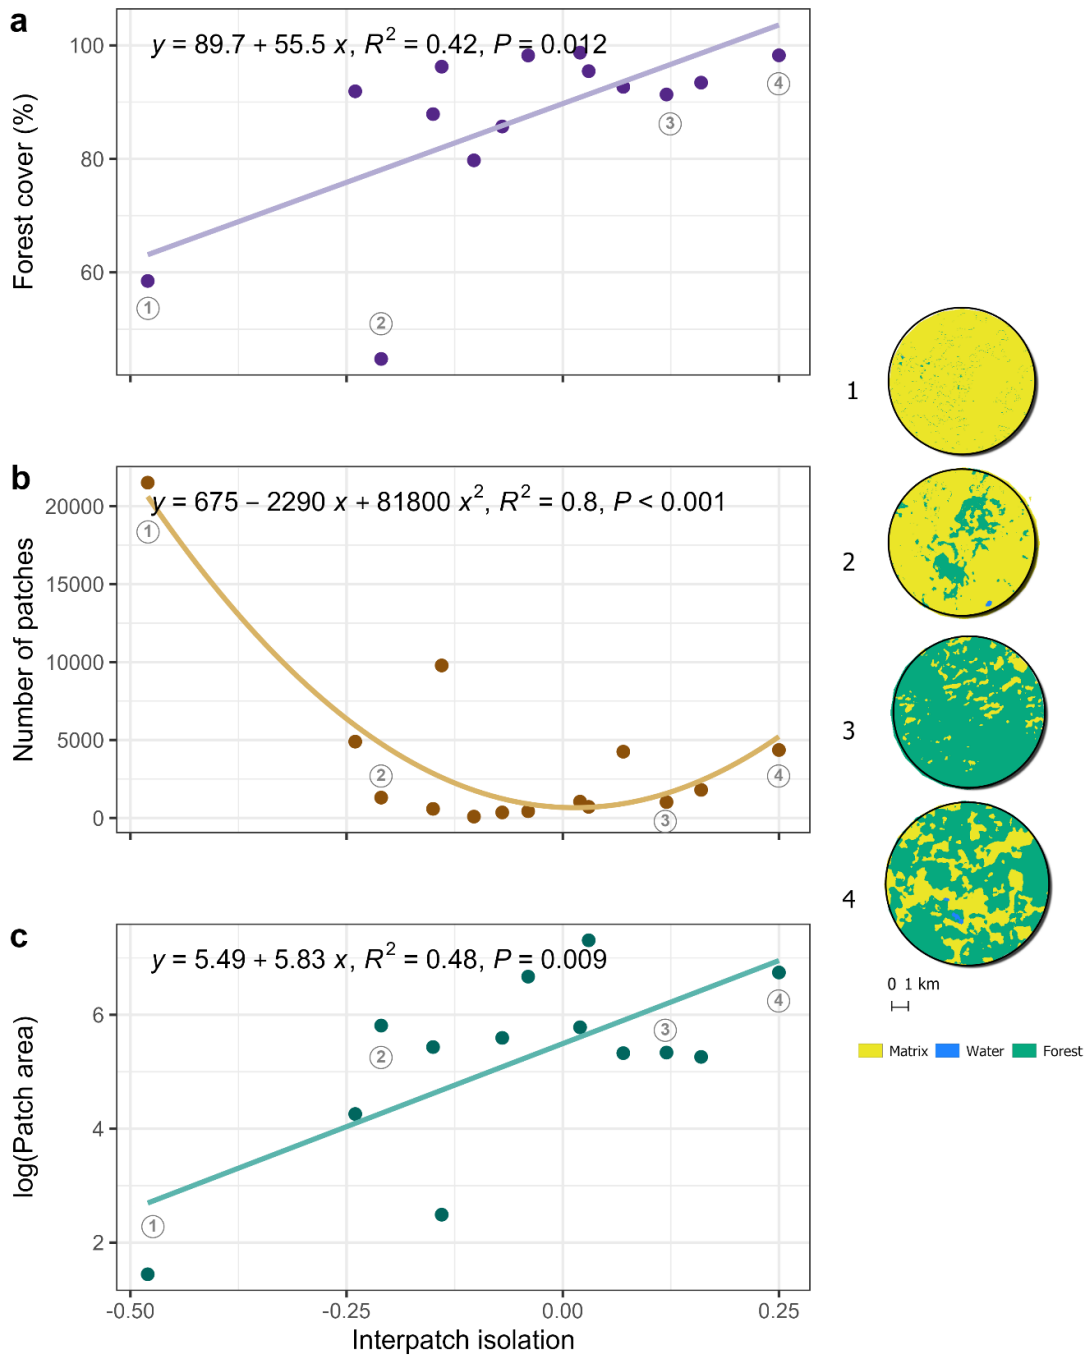 a
y = 89.7 + 55.5 x, R² = 0.42, P = 0.012
Forest cover (%)
100
80
60
1
2
3
4
b
y = 675 − 2290 x + 81800 x², R² = 0.8, P < 0.001
Number of patches
20000
15000
10000
5000
0
1
2
3
4
c
y = 5.49 + 5.83 x, R² = 0.48, P = 0.009
log(Patch area)
6
4
2
1
2
3
4
-0.50 -0.25 0.00 0.25
Interpatch isolation
1
2
3
4
0 1 km
Matrix Water Forest